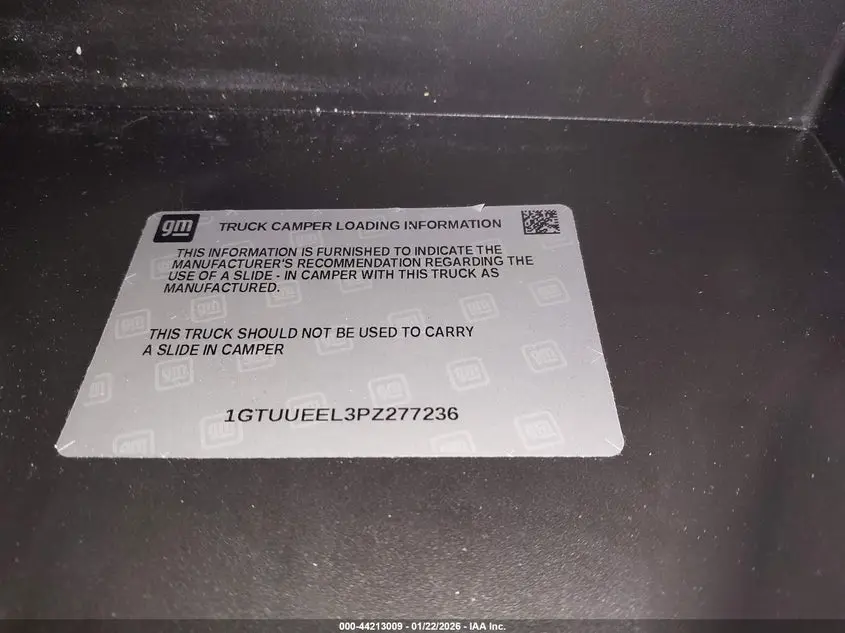 gm TRUCK CAMPER LOADING INFORMATION
THIS INFORMATION IS FURNISHED TO INDICATE THE
MANUFACTURER'S RECOMMENDATION REGARDING THE
USE OF A SLIDE - IN CAMPER WITH THIS TRUCK AS
MANUFACTURED.
THIS TRUCK SHOULD NOT BE USED TO CARRY
A SLIDE IN CAMPER
1GTUUEEL3PZ277236
000-44213009 - 01/22/2026 - IAA Inc.